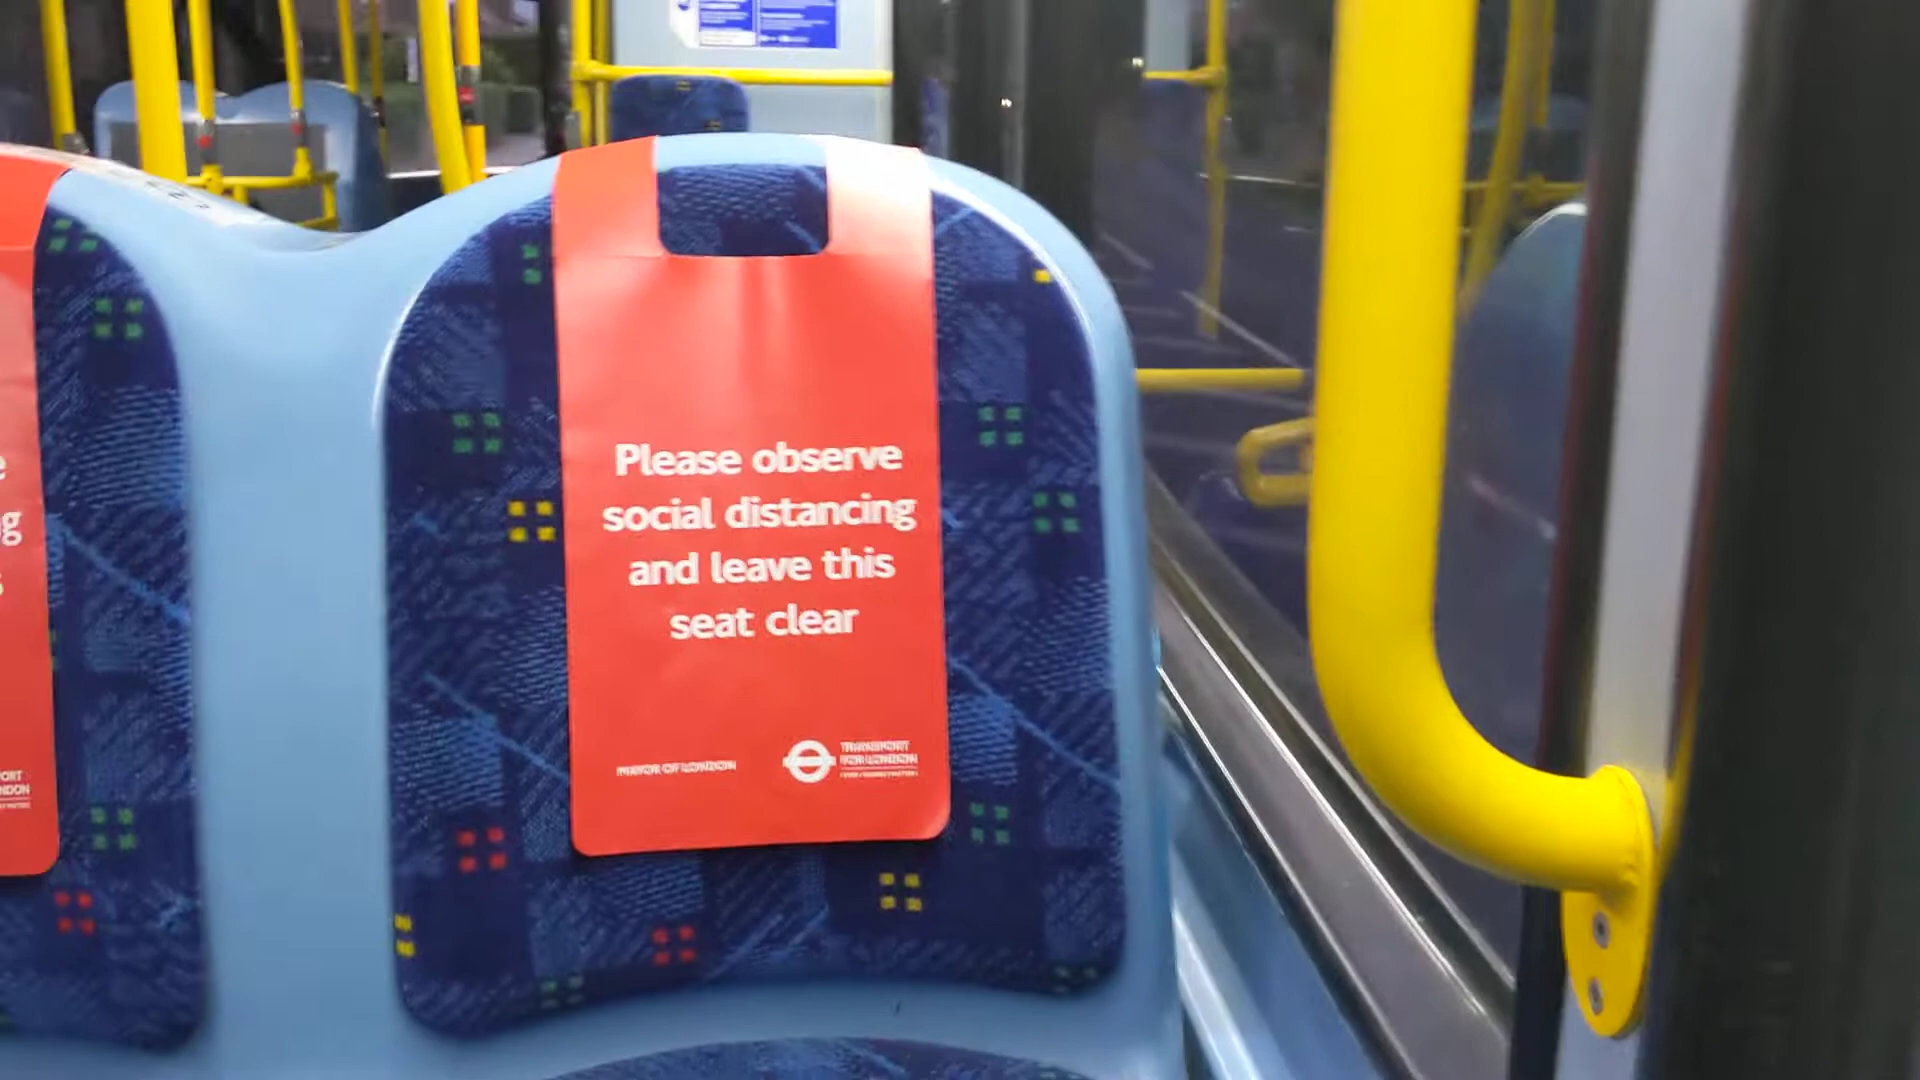 Please observe
social distancing
and leave this
seat clear
MAYOR OF LONDON
TRANSPORT
FOR LONDON